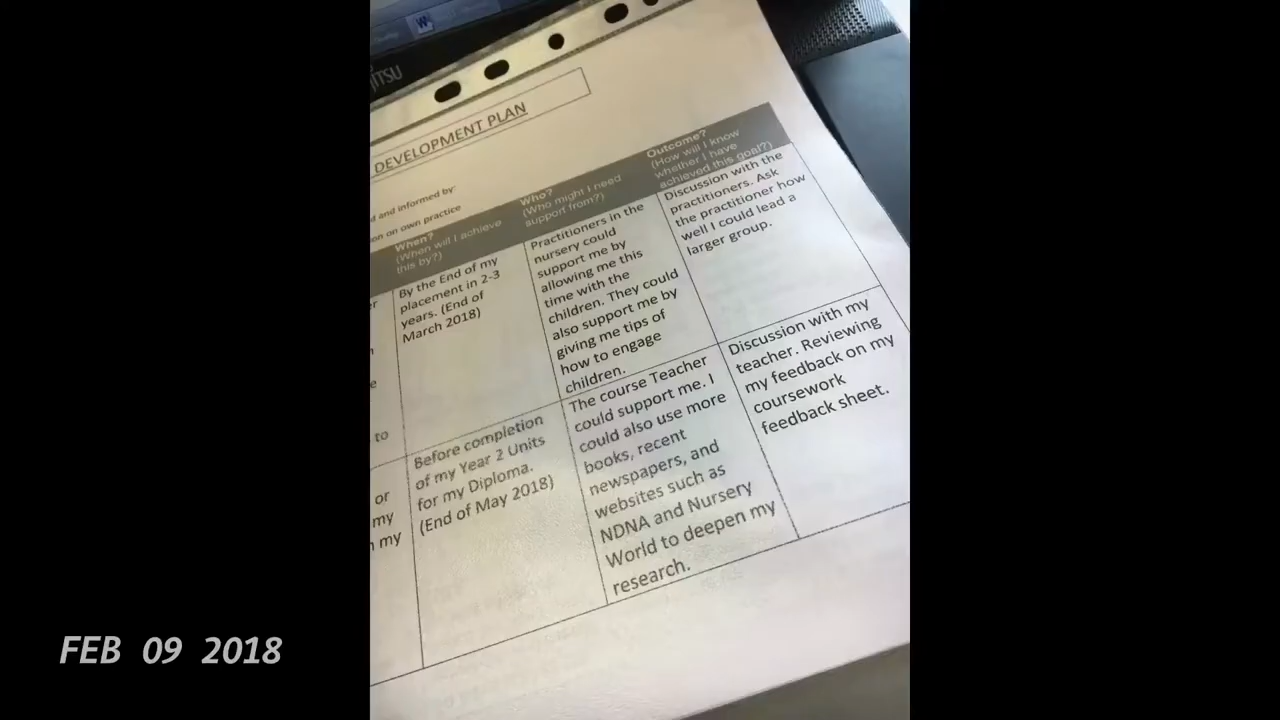 ITSU
DEVELOPMENT PLAN
d and informed by:
on on own practice
When?
(When will I achieve
this by?)
Who?
(Who might I need
support from?)
Outcome?
(How will I know
whether I have
achieved this goal?)
to
or
my
my
By the End of my
placement in 2-3
years. (End of
March 2018)
Practitioners in the
nursery could
support me by
allowing me this
time with the
children. They could
also support me by
giving me tips of
how to engage
children.
Discussion with the
practitioners. Ask
the practitioner how
well I could lead a
larger group.
Before completion
of my Year 2 Units
for my Diploma.
(End of May 2018)
The course Teacher
could support me. I
could also use more
books, recent
newspapers, and
websites such as
NDNA and Nursery
World to deepen my
research.
Discussion with my
teacher. Reviewing
my feedback on my
coursework
feedback sheet.
FEB 09 2018